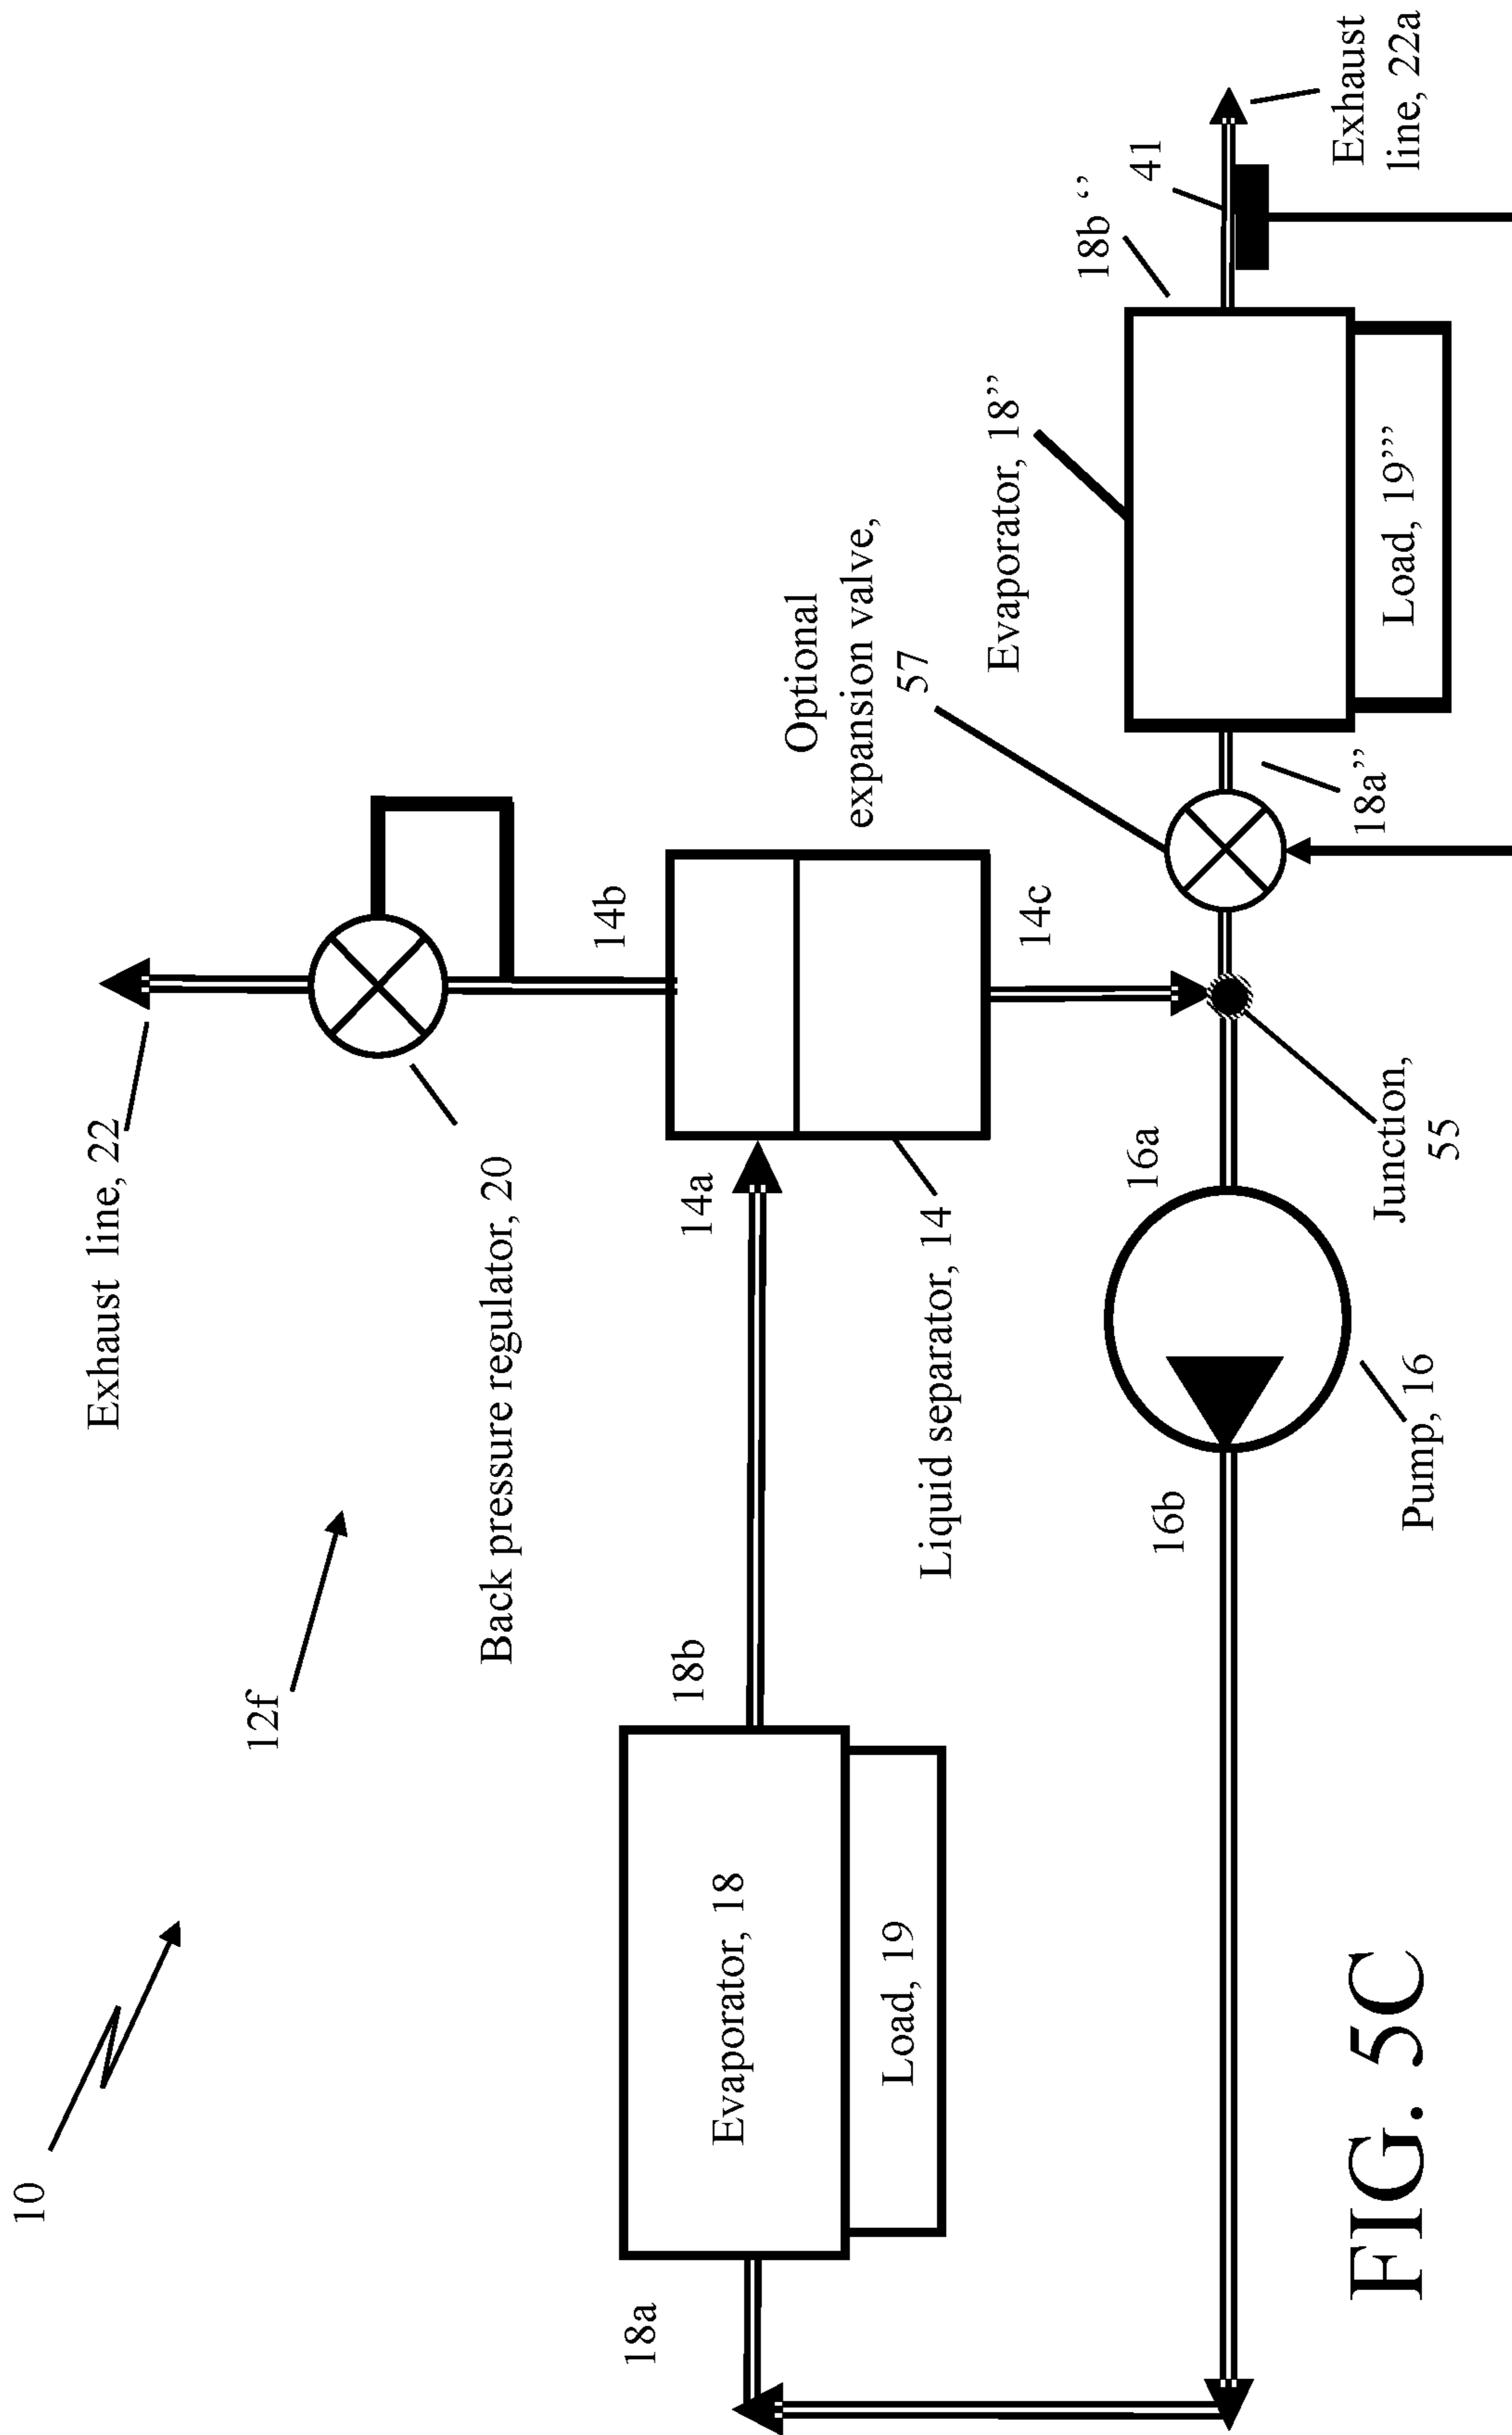 10
12f
Exhaust line, 22
Back pressure regulator, 20
14b
Optional
expansion valve,
57
18a
Evaporator, 18
Load, 19
18b
14a
Liquid separator, 14
14c
Evaporator, 18’’
18b ‘’
41
Exhaust
line, 22a
16b
Pump, 16
16a
Junction,
55
18a’’
Load, 19’’’
FIG. 5C